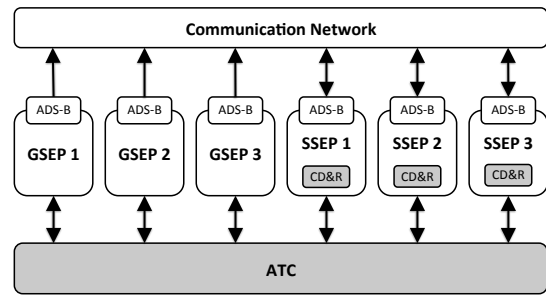 Communication Network
ADS-B ADS-B ADS-B ADS-B ADS-B ADS-B
GSEP 1 GSEP 2 GSEP 3 SSEP 1 SSEP 2 SSEP 3
CD&R CD&R CD&R
ATC